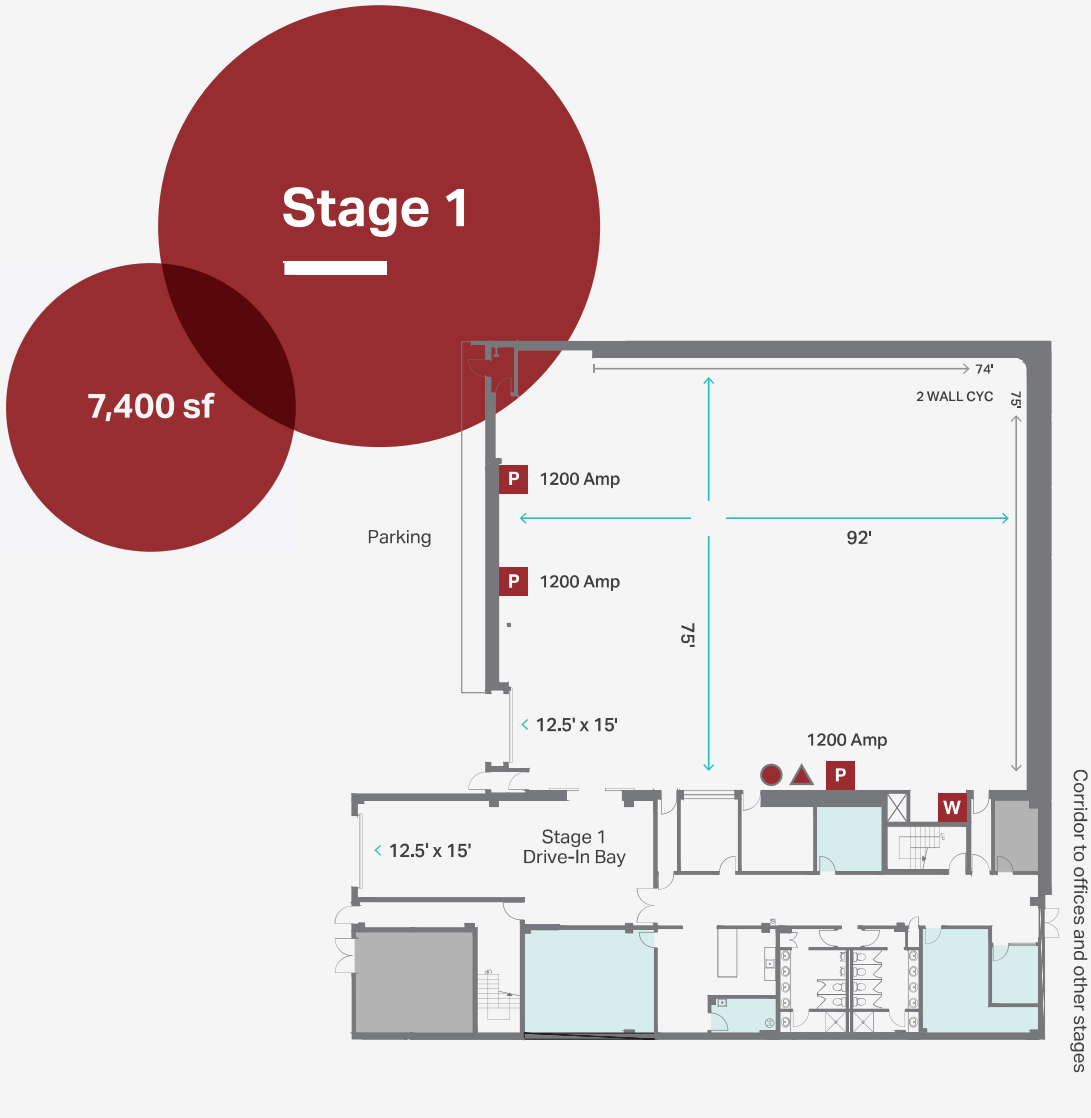 Stage 1
7,400 sf
74'
2 WALL CYC
75'
P
1200 Amp
Parking
92'
P
1200 Amp
75'
12.5' x 15'
1200 Amp
P
W
Stage 1
Drive-In Bay
12.5' x 15'
Corridor to offices and other stages